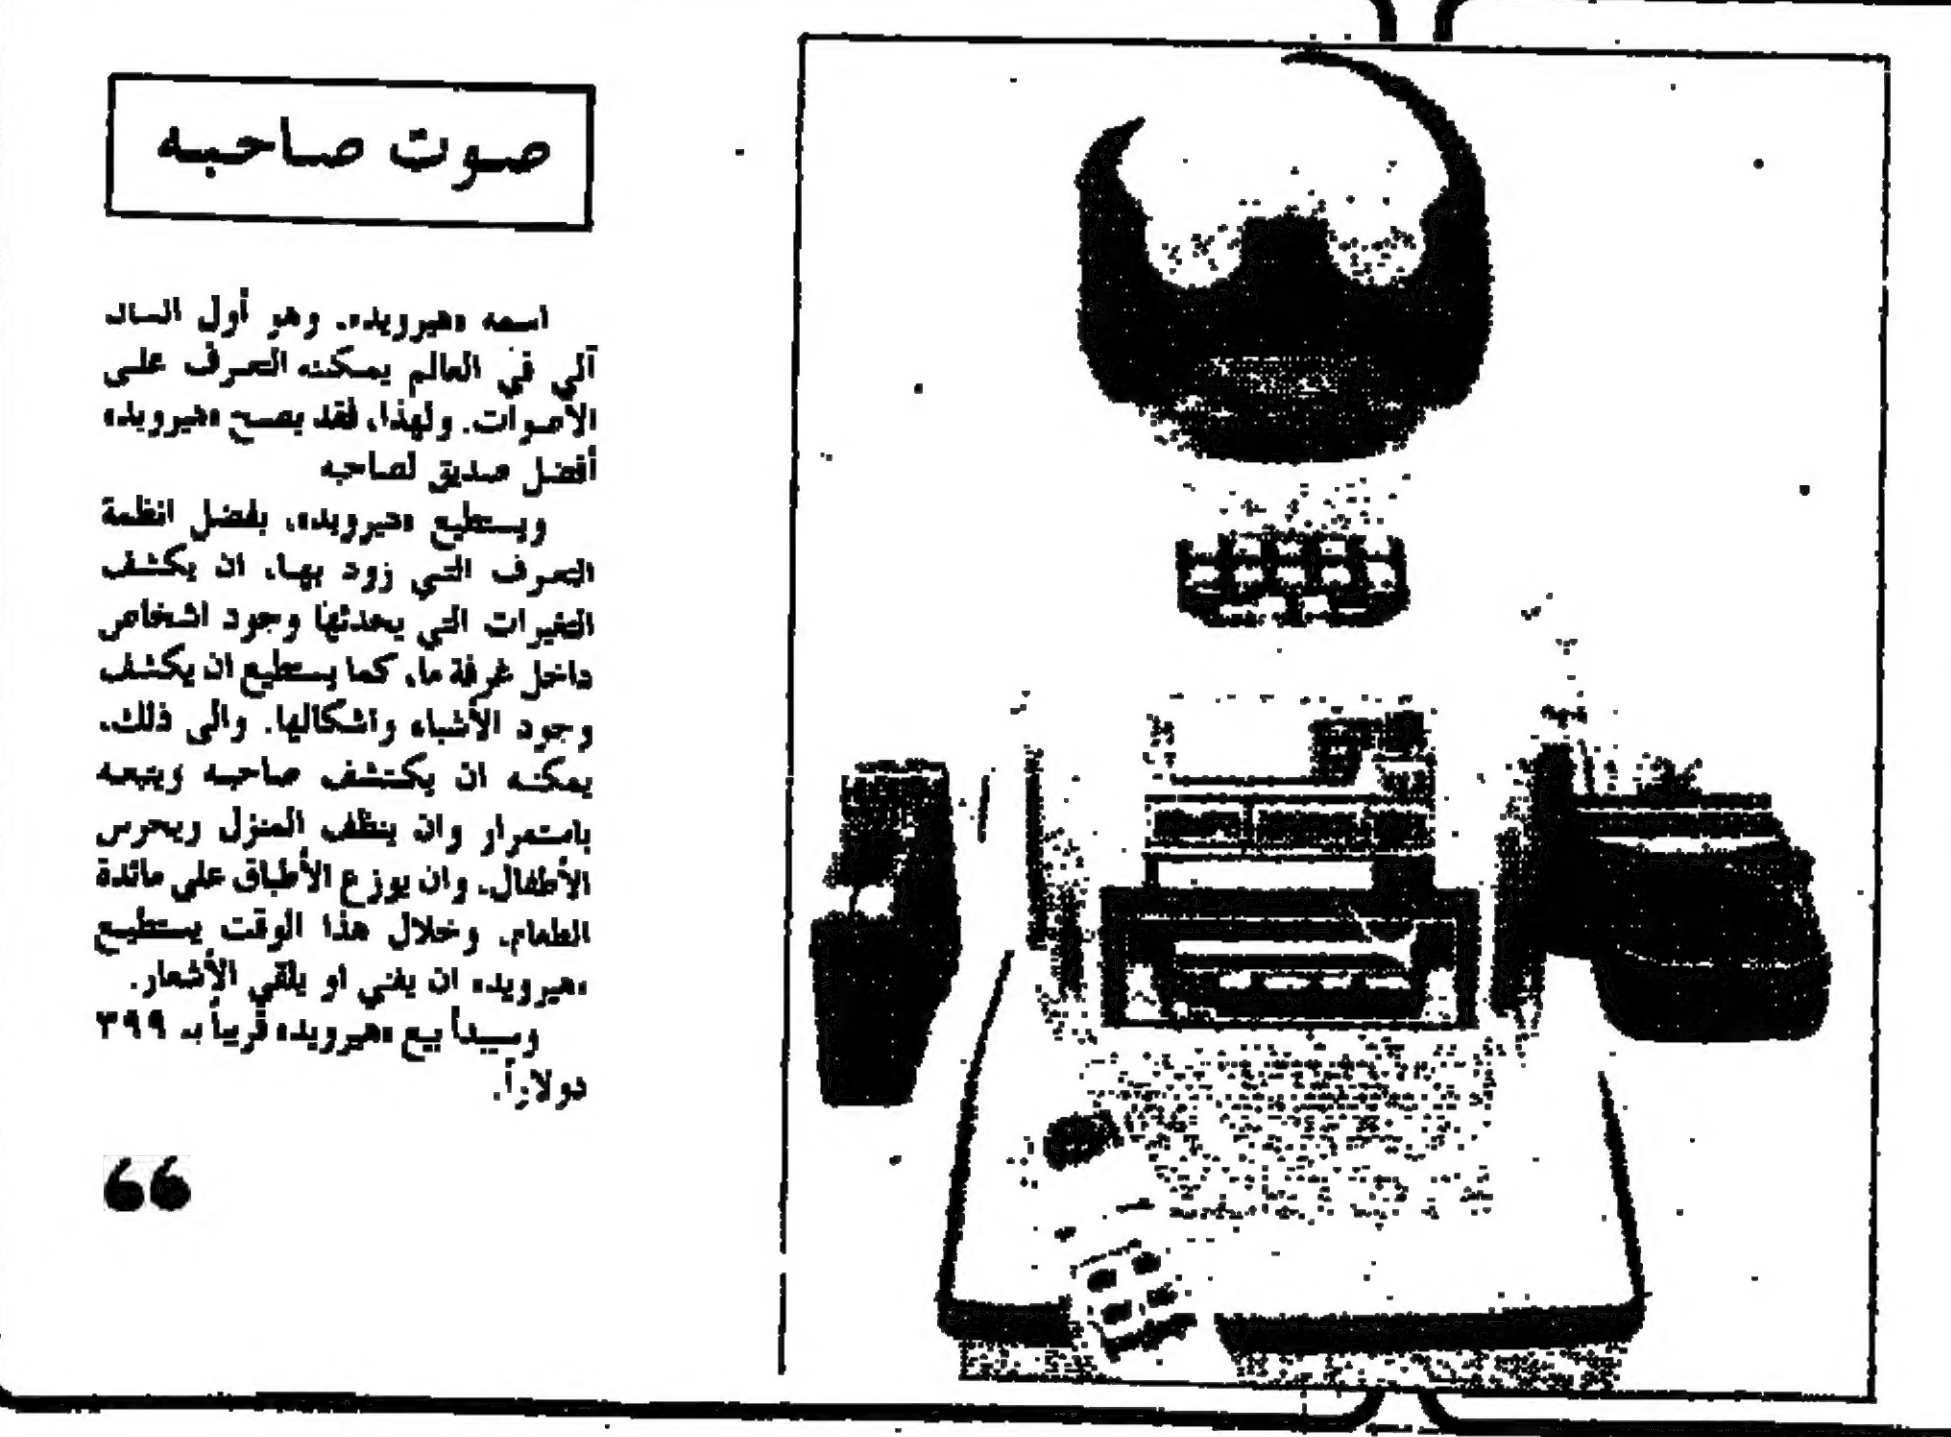 صوت صاحبه
اسمه «هيرويد». وهو أول انسان
آلي في العالم يمكنه التعرف على
الأصوات. ولهذا، فقد يصبح «هيرويد»
أفضل صديق لصاحبه
ويستطيع «هيرويد»، بفضل انظمة
التعرف التي زود بها، ان يكشف
التغيرات التي يحدثها وجود اشخاص
داخل غرفة ما، كما يستطيع ان يكشف
وجود الأشياء واشكالها. والى ذلك،
يمكنه ان يكتشف صاحبه ويتبعه
باستمرار وان ينظف المنزل ويحرس
الأطفال. وان يوزع الأطباق على مائدة
الطعام. وخلال هذا الوقت يستطيع
«هيرويد» ان يغني او يلقي الأشعار.
وسيبدأ بيع «هيرويد» قريباً بـ ٣٩٩
دولاراً.
66